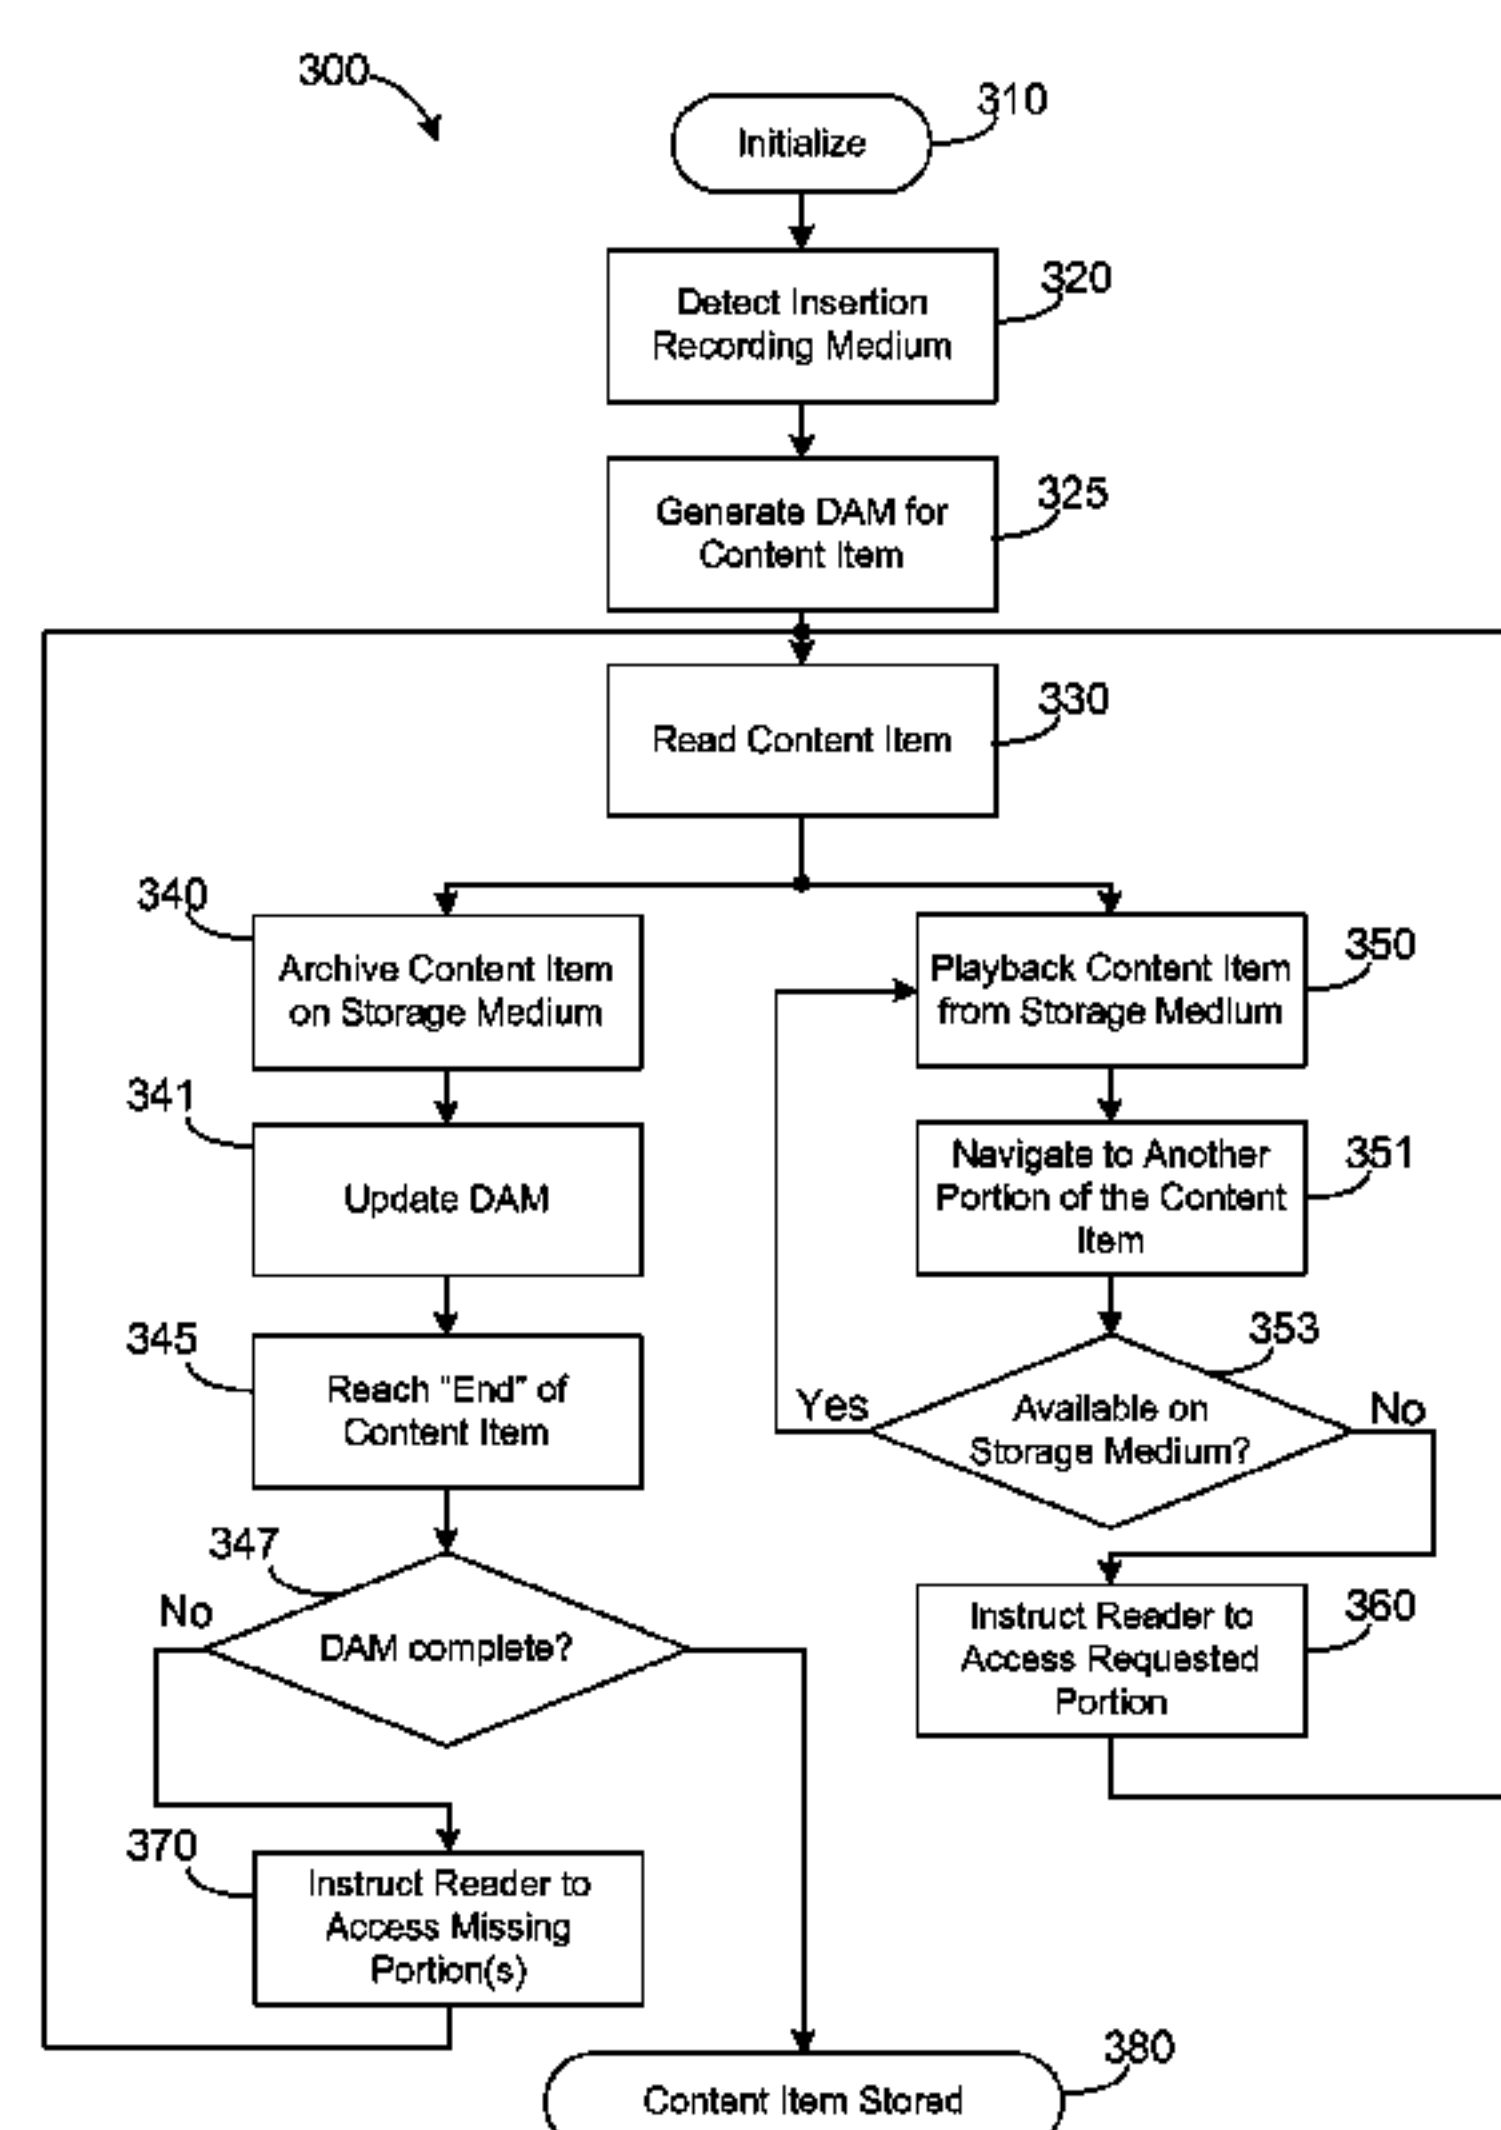 300
310
Initialize
320
Detect Insertion
Recording Medium
325
Generate DAM for
Content Item
330
Read Content Item
340
Archive Content Item
on Storage Medium
350
Playback Content Item
from Storage Medium
341
Update DAM
351
Navigate to Another
Portion of the Content
Item
345
Reach "End" of
Content Item
353
Available on
Storage Medium?
Yes
No
347
DAM complete?
No
360
Instruct Reader to
Access Requested
Portion
370
Instruct Reader to
Access Missing
Portion(s)
380
Content Item Stored